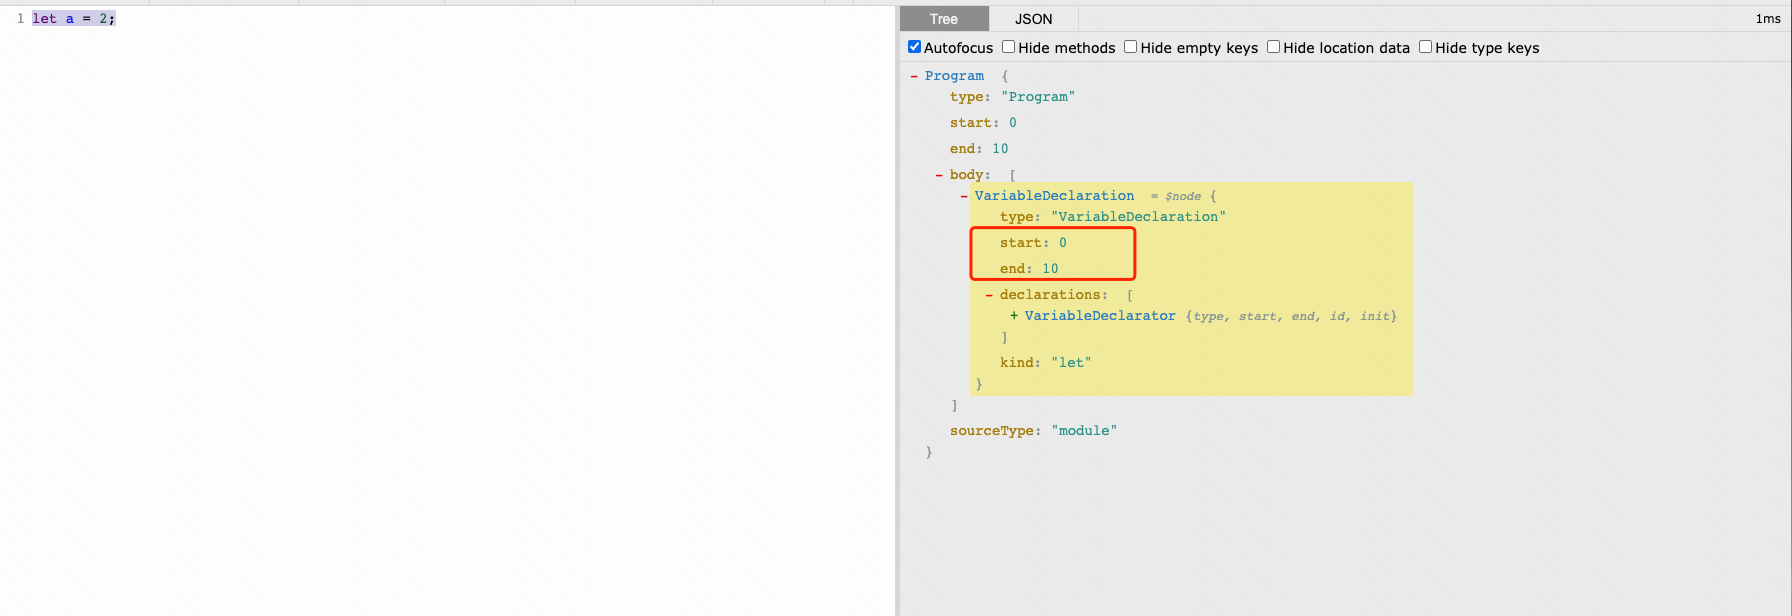 1 let a = 2;
Tree JSON 1ms
Autofocus Hide methods Hide empty keys Hide location data Hide type keys
- Program {
type: "Program"
start: 0
end: 10
- body: [
- VariableDeclaration = $node {
type: "VariableDeclaration"
start: 0
end: 10
- declarations: [
+ VariableDeclarator {type, start, end, id, init}
]
kind: "let"
}
]
sourceType: "module"
}